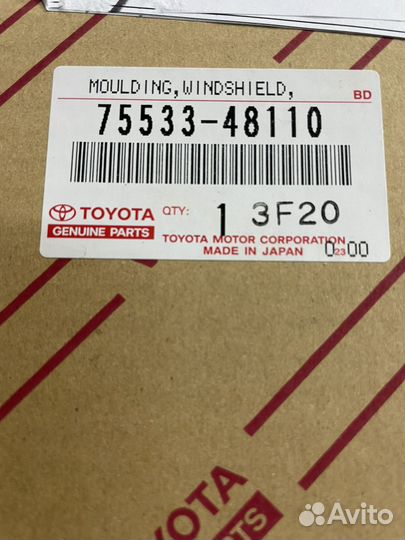 MOULDING,WINDSHIELD,
BD
75533-48110
TOYOTA
GENUINE PARTS
QTY:
1 3F20
TOYOTA MOTOR CORPORATION
MADE IN JAPAN
0 23 00
TOYOTA
PARTS
Avito